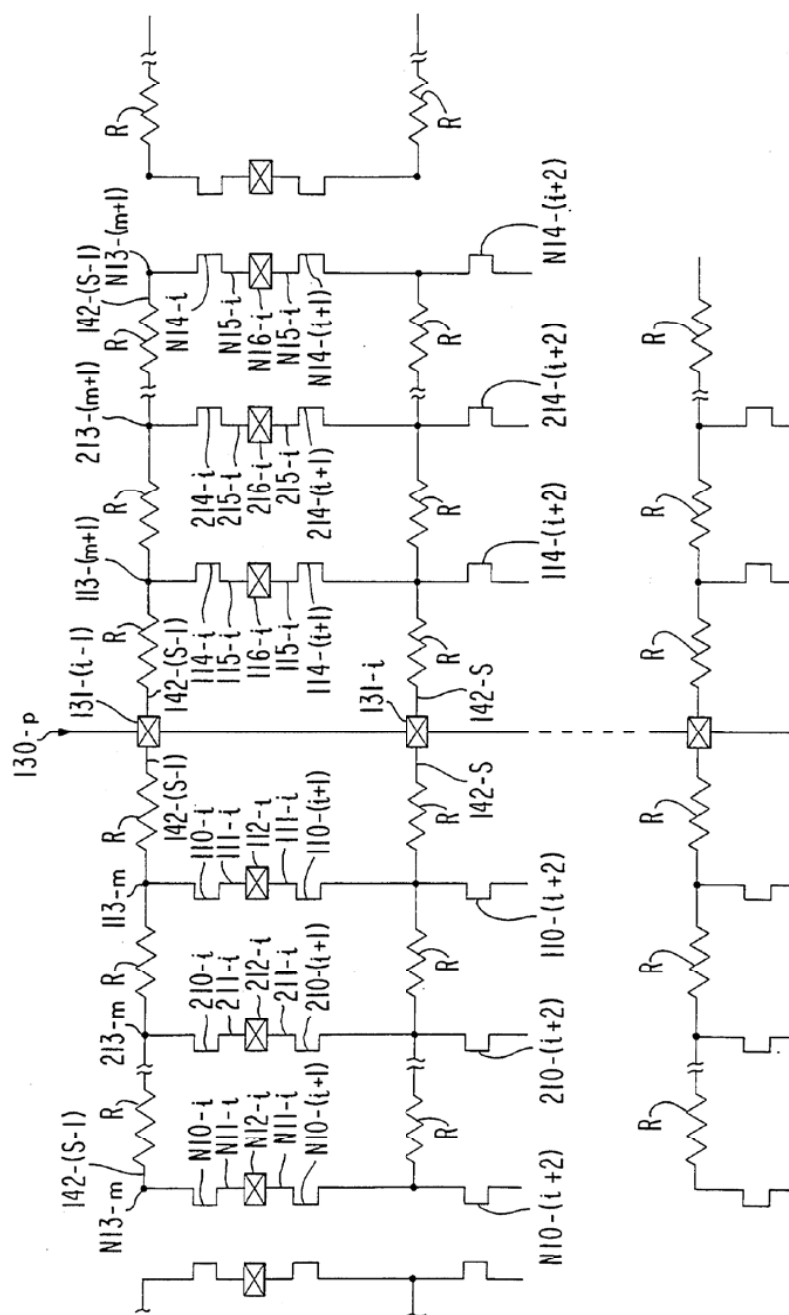 130-p
N13-m
142-(S-1)
R
213-m
R
113-m
R
142-(S-1)
131-(i-1)
142-(S-1)
R
113-(m+1)
R
213-(m+1)
R
142-(S-1)
N13-(m+1)
R
N10-i
N11-i
N12-i
N11-i
N10-(i+1)
210-i
211-i
212-i
211-i
210-(i+1)
110-i
111-i
112-i
111-i
110-(i+1)
114-i
115-i
116-i
115-i
114-(i+1)
214-i
215-i
216-i
215-i
214-(i+1)
N14-i
N15-i
N16-i
N15-i
N14-(i+1)
131-i
R
R
R
142-S
142-S
R
R
R
R
N10-(i+2)
210-(i+2)
110-(i+2)
114-(i+2)
214-(i+2)
N14-(i+2)
R
R
R
R
R
R